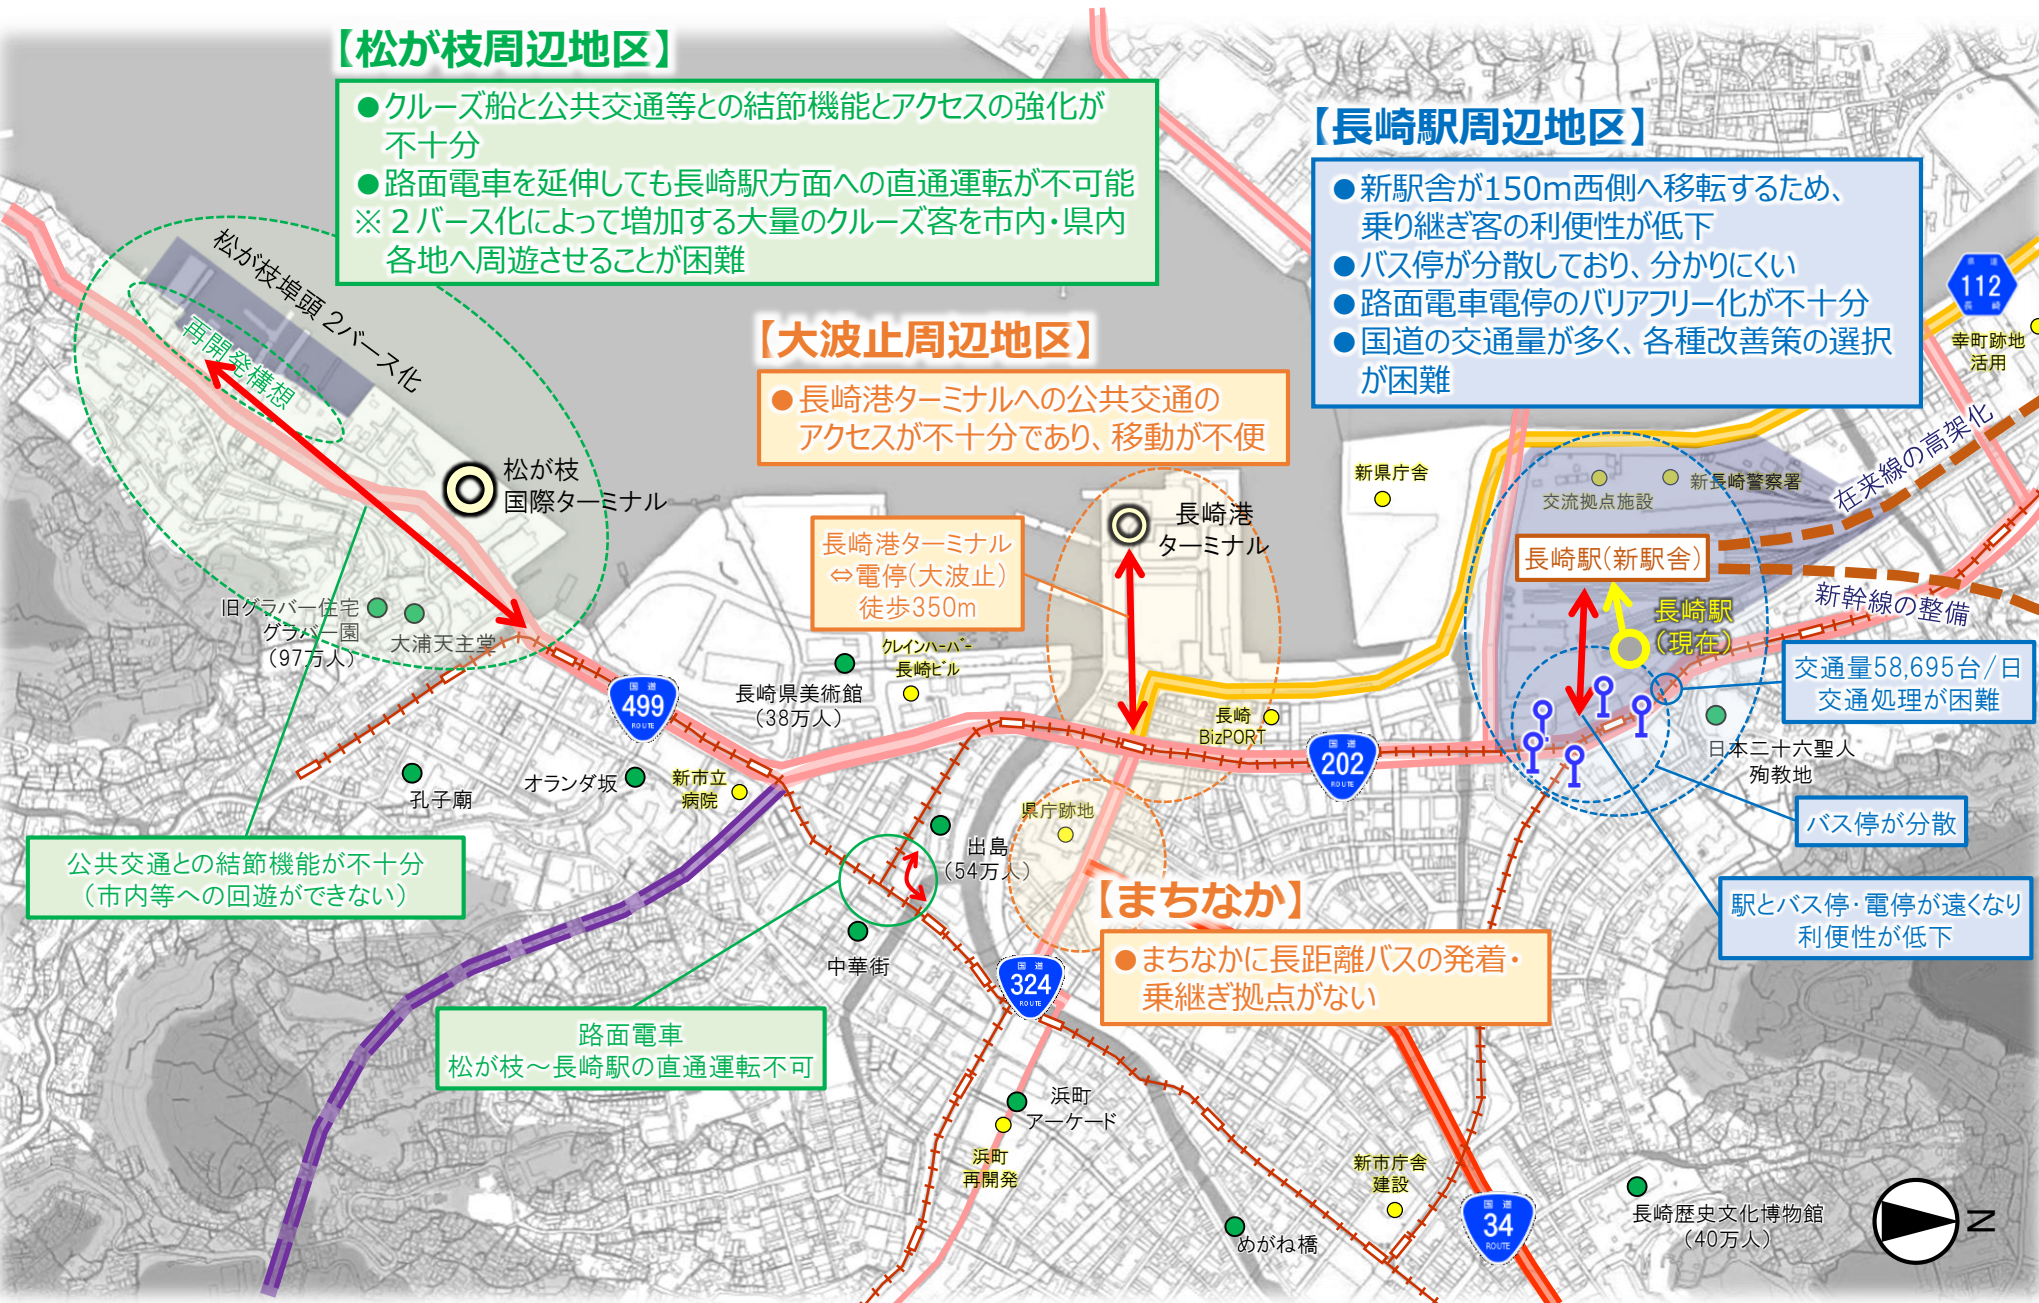 【松が枝周辺地区】
●クルーズ船と公共交通等との結節機能とアクセスの強化が
不十分
●路面電車を延伸しても長崎駅方面への直通運転が不可能
※２バース化によって増加する大量のクルーズ客を市内・県内
各地へ周遊させることが困難
【長崎駅周辺地区】
●新駅舎が150m西側へ移転するため、
乗り継ぎ客の利便性が低下
●バス停が分散しており、分かりにくい
●路面電車電停のバリアフリー化が不十分
●国道の交通量が多く、各種改善策の選択
が困難
【大波止周辺地区】
●長崎港ターミナルへの公共交通の
アクセスが不十分であり、移動が不便
県道
112
長崎
幸町跡地
活用
松が枝埠頭２バース化
再開発構想
松が枝
国際ターミナル
長崎港ターミナル
⇔電停(大波止)
徒歩350m
長崎港
ターミナル
新県庁舎
交流拠点施設
新長崎警察署
在来線の高架化
長崎駅(新駅舎)
新幹線の整備
長崎駅
(現在)
交通量58,695台/日
交通処理が困難
旧グラバー住宅
グラバー園
(97万人)
大浦天主堂
国道
499
ROUTE
長崎県美術館
(38万人)
クレインハーバー
長崎ビル
長崎
BizPORT
国道
202
ROUTE
日本二十六聖人
殉教地
バス停が分散
駅とバス停・電停が遠くなり
利便性が低下
孔子廟
オランダ坂
新市立
病院
県庁跡地
出島
(54万人)
公共交通との結節機能が不十分
(市内等への回遊ができない)
中華街
【まちなか】
●まちなかに長距離バスの発着・
乗継ぎ拠点がない
国道
324
ROUTE
路面電車
松が枝～長崎駅の直通運転不可
浜町
アーケード
浜町
再開発
新市庁舎
建設
めがね橋
国道
34
ROUTE
長崎歴史文化博物館
(40万人)
N